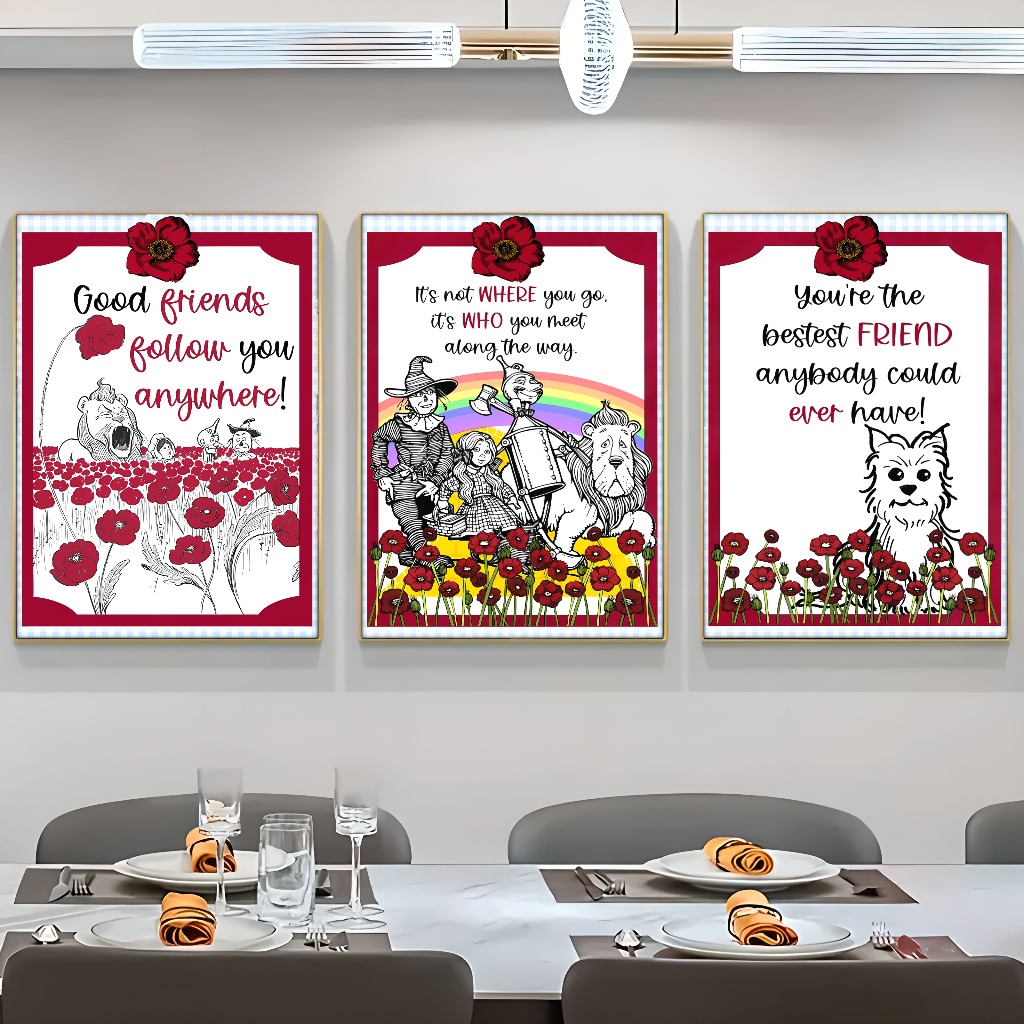 Good friends
follow you
anywhere!
It's not WHERE you go,
it's WHO you meet
along the way.
You're the
bestest FRIEND
anybody could
ever have!